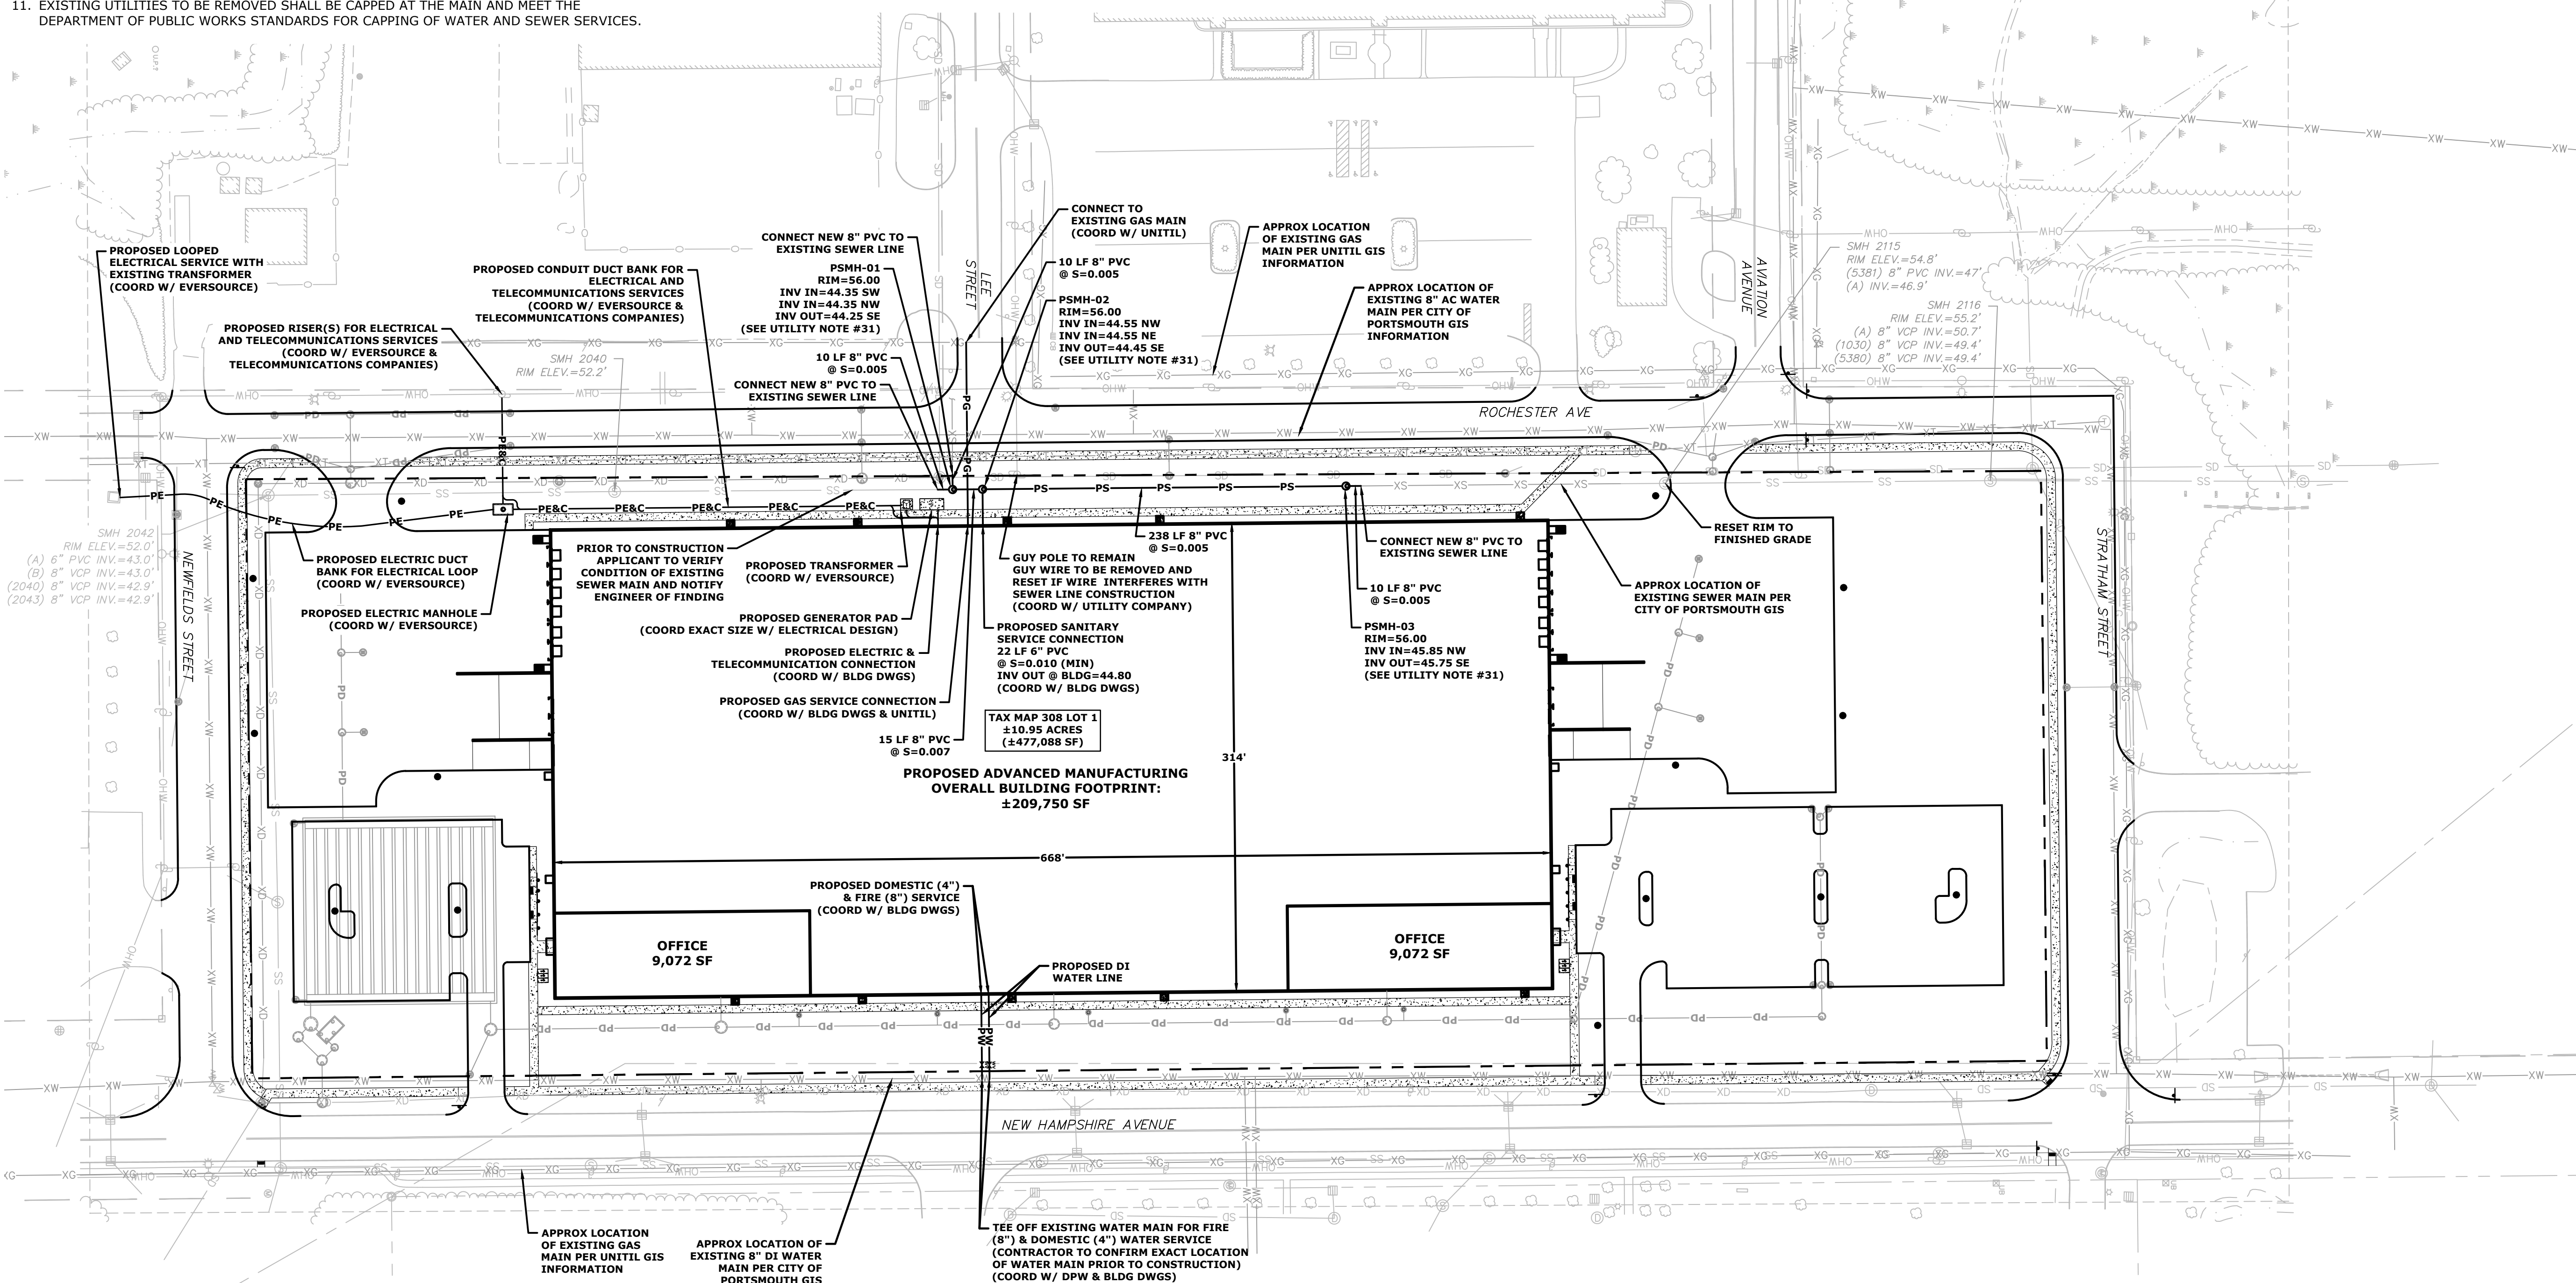 11. EXISTING UTILITIES TO BE REMOVED SHALL BE CAPPED AT THE MAIN AND MEET THE
DEPARTMENT OF PUBLIC WORKS STANDARDS FOR CAPPING OF WATER AND SEWER SERVICES.
PROPOSED LOOPED
ELECTRICAL SERVICE WITH
EXISTING TRANSFORMER
(COORD W/ EVERSOURCE)
PROPOSED RISER(S) FOR ELECTRICAL
AND TELECOMMUNICATIONS SERVICES
(COORD W/ EVERSOURCE &
TELECOMMUNICATIONS COMPANIES)
PROPOSED CONDUIT DUCT BANK FOR
ELECTRICAL AND
TELECOMMUNICATIONS SERVICES
(COORD W/ EVERSOURCE &
TELECOMMUNICATIONS COMPANIES)
SMH 2040
RIM ELEV.=52.2'
CONNECT NEW 8" PVC TO
EXISTING SEWER LINE
PSMH-01
RIM=56.00
INV IN=44.35 SW
INV IN=44.35 NW
INV OUT=44.25 SE
(SEE UTILITY NOTE #31)
10 LF 8" PVC
@ S=0.005
CONNECT NEW 8" PVC TO
EXISTING SEWER LINE
LEE
STREET
CONNECT TO
EXISTING GAS MAIN
(COORD W/ UNITIL)
10 LF 8" PVC
@ S=0.005
PSMH-02
RIM=56.00
INV IN=44.55 NW
INV IN=44.55 NE
INV OUT=44.45 SE
(SEE UTILITY NOTE #31)
APPROX LOCATION
OF EXISTING GAS
MAIN PER UNITIL GIS
INFORMATION
APPROX LOCATION OF
EXISTING 8" AC WATER
MAIN PER CITY OF
PORTSMOUTH GIS
INFORMATION
AVIATION
AVENUE
SMH 2115
RIM ELEV.=54.8'
(5381) 8" PVC INV.=47'
(A) INV.=46.9'
SMH 2116
RIM ELEV.=55.2'
(A) 8" VCP INV.=50.7'
(1030) 8" VCP INV.=49.4'
(5380) 8" VCP INV.=49.4'
ROCHESTER AVE
SMH 2042
RIM ELEV.=52.0'
(A) 6" PVC INV.=43.0'
(B) 8" VCP INV.=43.0'
(2040) 8" VCP INV.=42.9'
(2043) 8" VCP INV.=42.9'
NEWFIELDS STREET
PROPOSED ELECTRIC DUCT
BANK FOR ELECTRICAL LOOP
(COORD W/ EVERSOURCE)
PROPOSED ELECTRIC MANHOLE
(COORD W/ EVERSOURCE)
PRIOR TO CONSTRUCTION
APPLICANT TO VERIFY
CONDITION OF EXISTING
SEWER MAIN AND NOTIFY
ENGINEER OF FINDING
PROPOSED TRANSFORMER
(COORD W/ EVERSOURCE)
PROPOSED GENERATOR PAD
(COORD EXACT SIZE W/ ELECTRICAL DESIGN)
PROPOSED ELECTRIC &
TELECOMMUNICATION CONNECTION
(COORD W/ BLDG DWGS)
PROPOSED GAS SERVICE CONNECTION
(COORD W/ BLDG DWGS & UNITIL)
15 LF 8" PVC
@ S=0.007
GUY POLE TO REMAIN
GUY WIRE TO BE REMOVED AND
RESET IF WIRE INTERFERES WITH
SEWER LINE CONSTRUCTION
(COORD W/ UTILITY COMPANY)
PROPOSED SANITARY
SERVICE CONNECTION
22 LF 6" PVC
@ S=0.010 (MIN)
INV OUT @ BLDG=44.80
(COORD W/ BLDG DWGS)
238 LF 8" PVC
@ S=0.005
CONNECT NEW 8" PVC TO
EXISTING SEWER LINE
10 LF 8" PVC
@ S=0.005
PSMH-03
RIM=56.00
INV IN=45.85 NW
INV OUT=45.75 SE
(SEE UTILITY NOTE #31)
RESET RIM TO
FINISHED GRADE
APPROX LOCATION OF
EXISTING SEWER MAIN PER
CITY OF PORTSMOUTH GIS
STRATHAM STREET
TAX MAP 308 LOT 1
±10.95 ACRES
(±477,088 SF)
PROPOSED ADVANCED MANUFACTURING
OVERALL BUILDING FOOTPRINT:
±209,750 SF
314'
668'
PROPOSED DOMESTIC (4")
& FIRE (8") SERVICE
(COORD W/ BLDG DWGS)
OFFICE
9,072 SF
OFFICE
9,072 SF
PROPOSED DI
WATER LINE
NEW HAMPSHIRE AVENUE
APPROX LOCATION
OF EXISTING GAS
MAIN PER UNITIL GIS
INFORMATION
APPROX LOCATION OF
EXISTING 8" DI WATER
MAIN PER CITY OF
PORTSMOUTH GIS
TEE OFF EXISTING WATER MAIN FOR FIRE
(8") & DOMESTIC (4") WATER SERVICE
(CONTRACTOR TO CONFIRM EXACT LOCATION
OF WATER MAIN PRIOR TO CONSTRUCTION)
(COORD W/ DPW & BLDG DWGS)